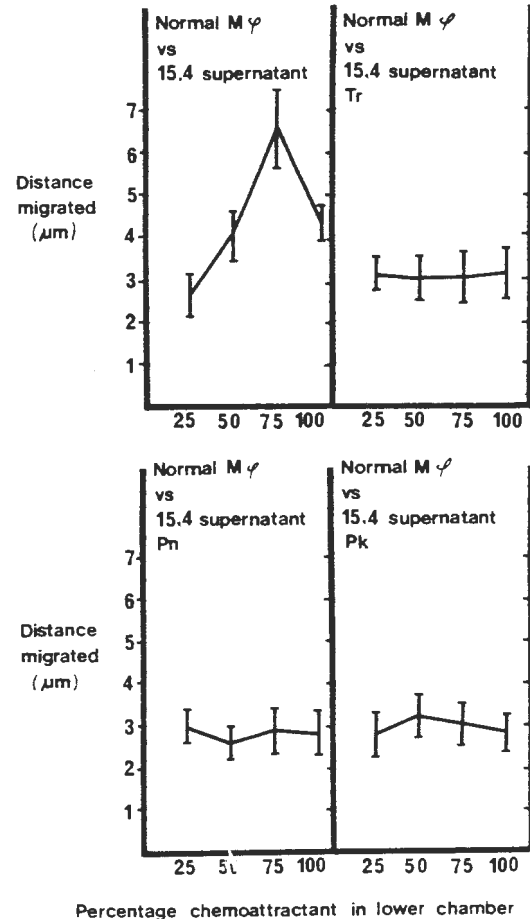 Normal M φ
vs
15.4 supernatant
Normal M φ
vs
15.4 supernatant
Tr
Distance
migrated
(μm)
7
6
5
4
3
2
1
25 50 75 100
25 50 75 100
Normal M φ
vs
15.4 supernatant
Pn
Normal M φ
vs
15.4 supernatant
Pk
Distance
migrated
(μm)
7
6
5
4
3
2
1
25 75 100
25 50 75 100
Percentage chemoattractant in lower chamber